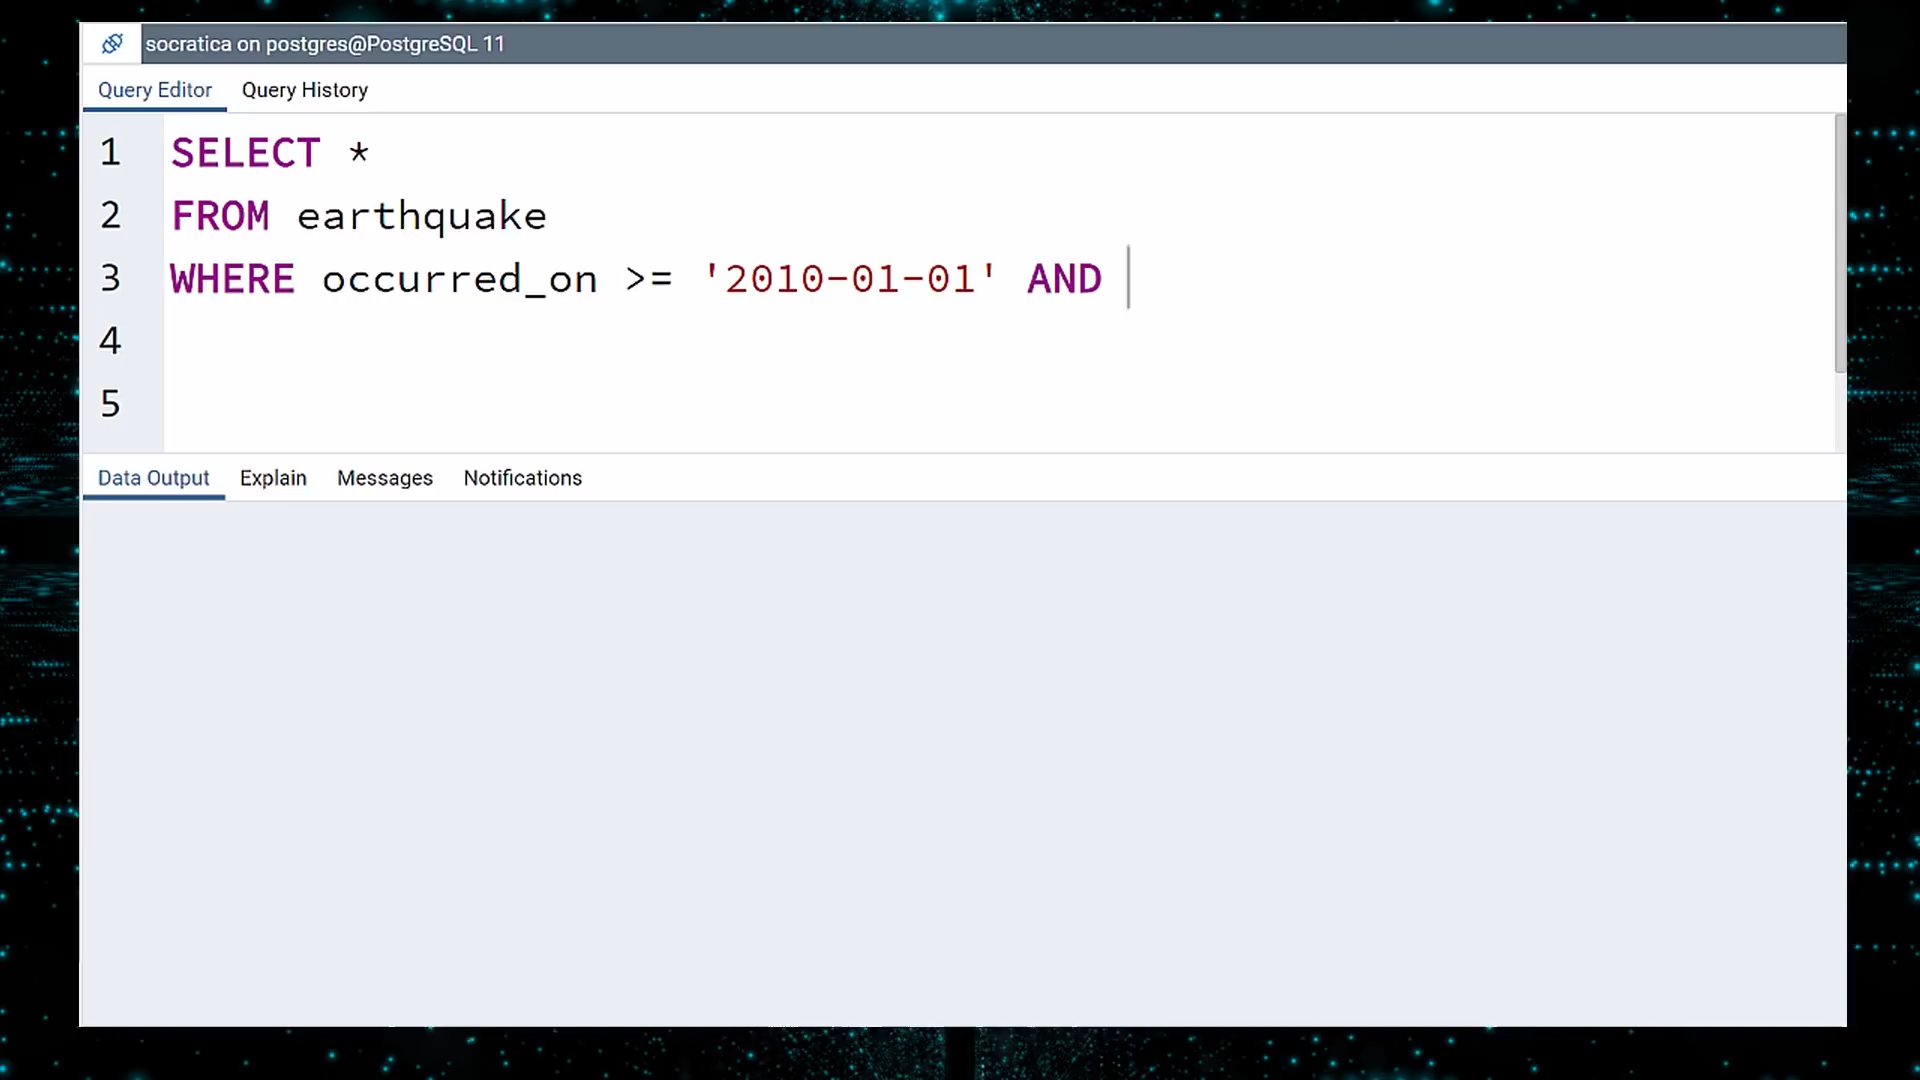 socratica on postgres@PostgreSQL 11
Query Editor Query History
1 SELECT *
2 FROM earthquake
3 WHERE occurred_on >= '2010-01-01' AND
4
5
Data Output Explain Messages Notifications